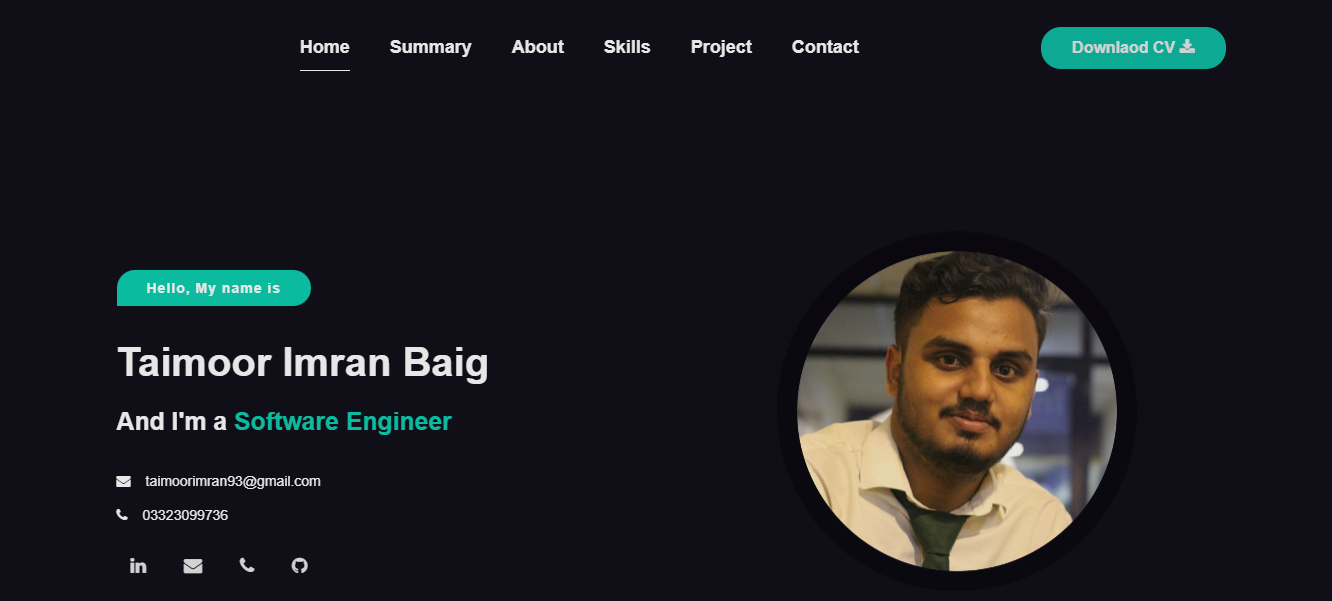 Home Summary About Skills Project Contact Downlaod CV
Hello, My name is
Taimoor Imran Baig
And I'm a Software Engineer
taimoorimran93@gmail.com
03323099736
in